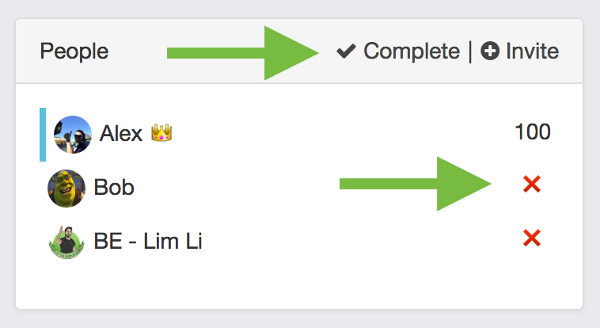 People ✔ Complete | Invite
Alex 👑 100
Bob ✕
BE - Lim Li ✕